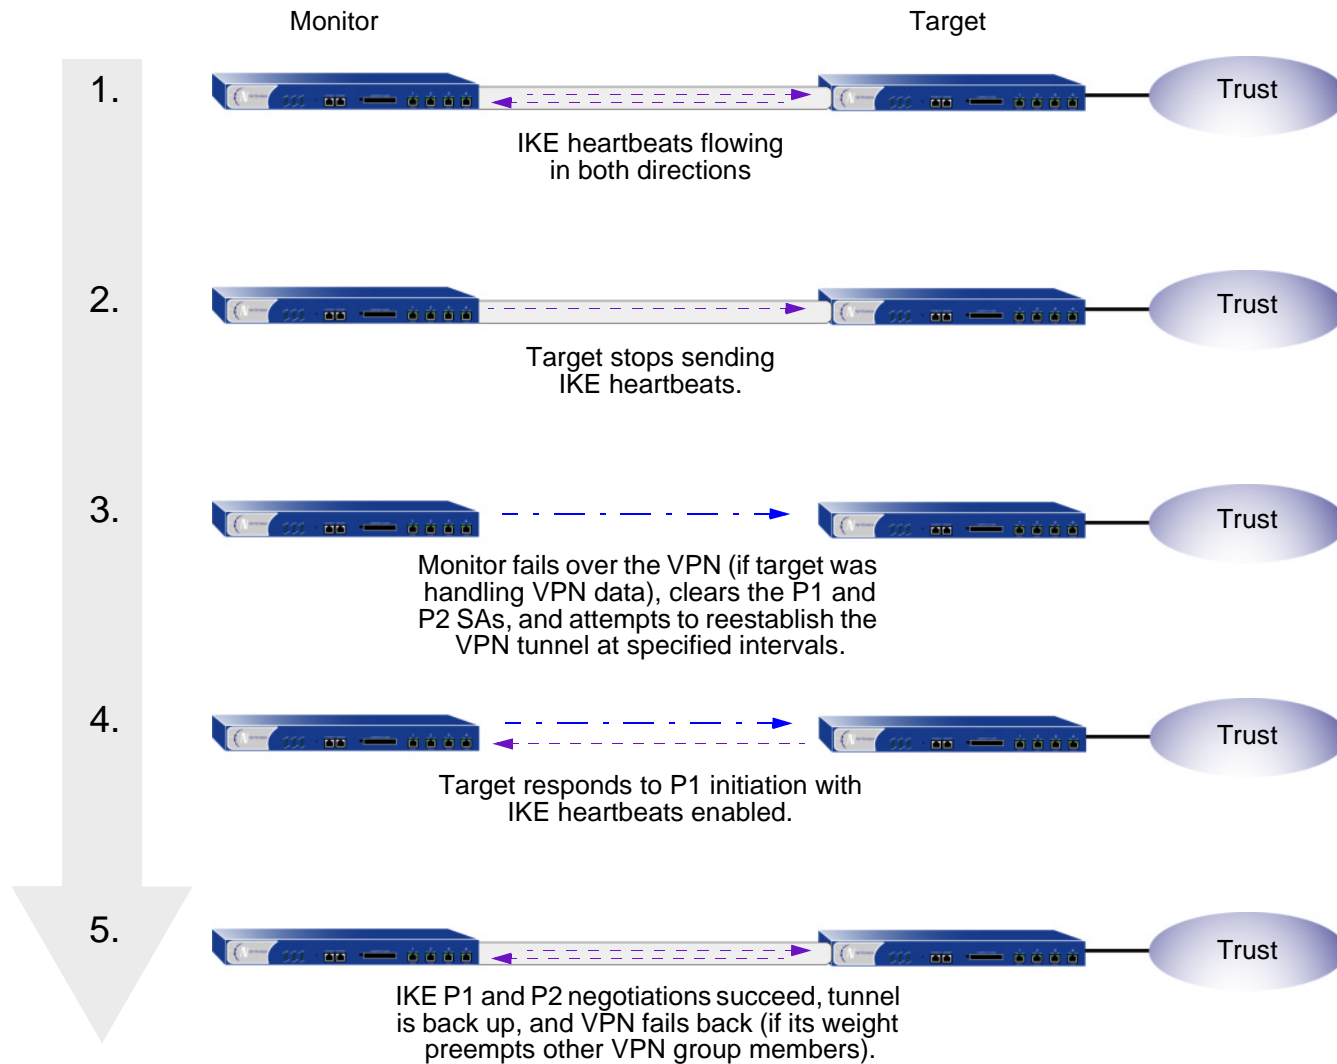 Monitor
Target
1.
Trust
IKE heartbeats flowing
in both directions
2.
Trust
Target stops sending
IKE heartbeats.
3.
Trust
Monitor fails over the VPN (if target was
handling VPN data), clears the P1 and
P2 SAs, and attempts to reestablish the
VPN tunnel at specified intervals.
4.
Trust
Target responds to P1 initiation with
IKE heartbeats enabled.
5.
Trust
IKE P1 and P2 negotiations succeed, tunnel
is back up, and VPN fails back (if its weight
preempts other VPN group members).